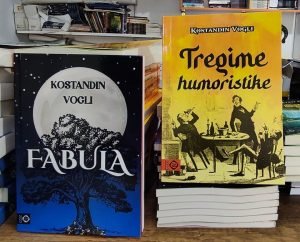 KOSTANDIN
VOGLI
FABULA
KOSTANDIN VOGLI
Tregime
humoristike